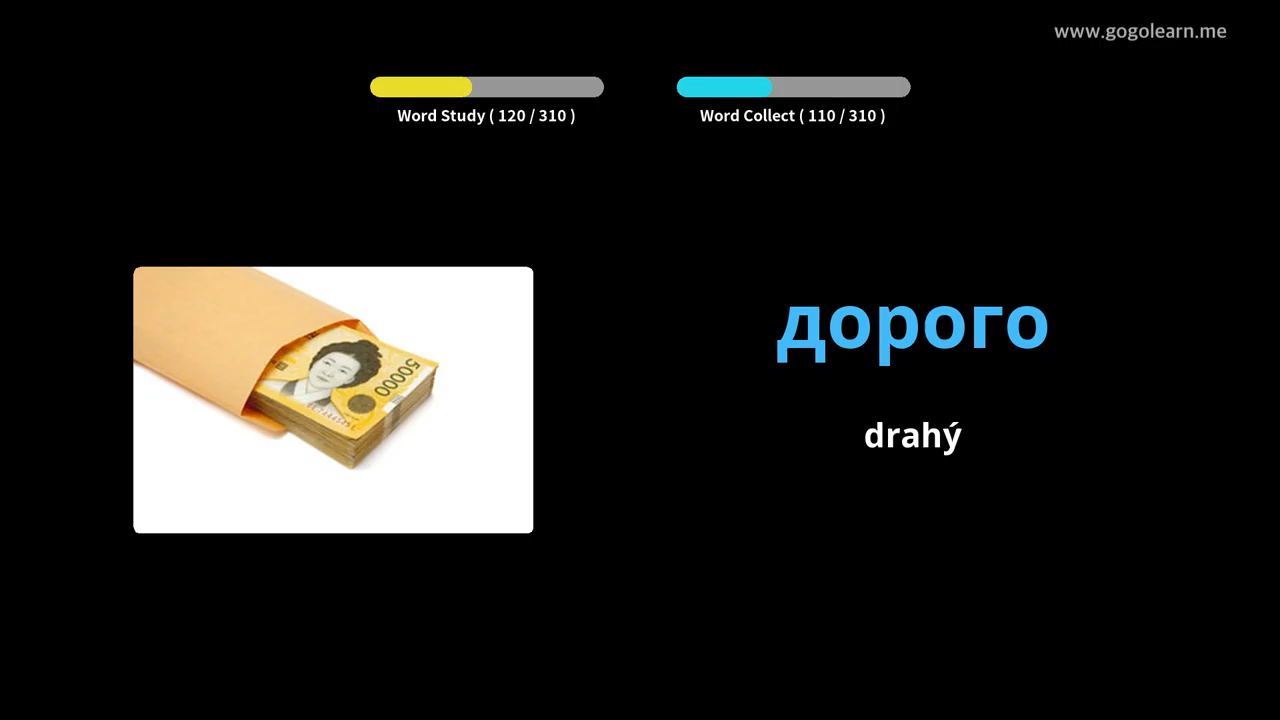 www.gogolearn.me
Word Study ( 120 / 310 )
Word Collect ( 110 / 310 )
50000
дорого
drahý